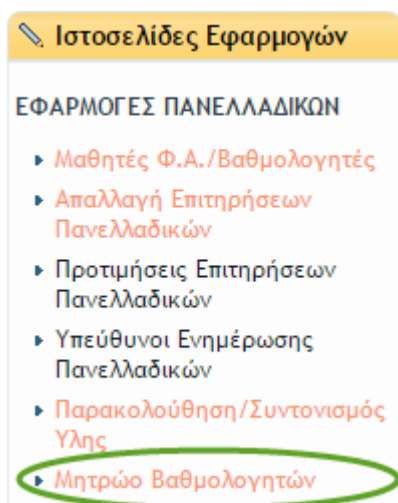 Ιστοσελίδες Εφαρμογών
ΕΦΑΡΜΟΓΕΣ ΠΑΝΕΛΛΑΔΙΚΩΝ
Μαθητές Φ.Α./Βαθμολογητές
Απαλλαγή Επιτηρήσεων
Πανελλαδικών
Προτιμήσεις Επιτηρήσεων
Πανελλαδικών
Υπεύθυνοι Ενημέρωσης
Πανελλαδικών
Παρακολούθηση/Συντονισμός
Υλης
Μητρώο Βαθμολογητών